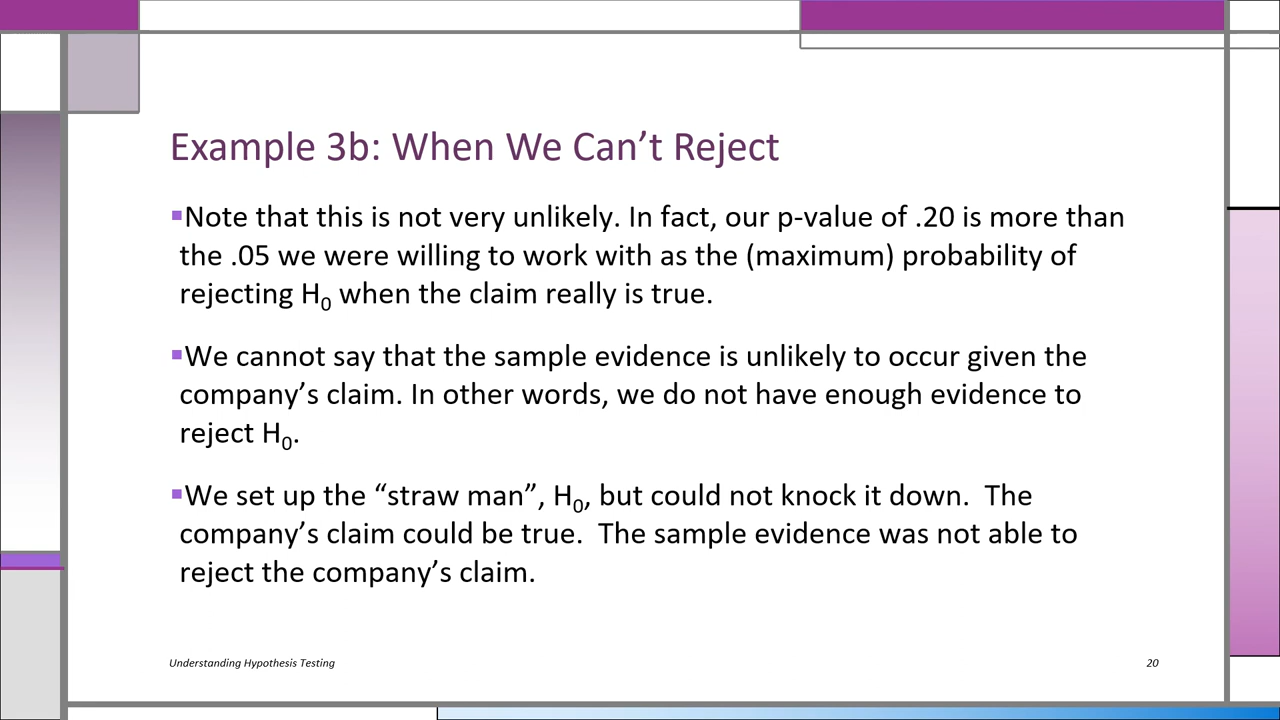 Example 3b: When We Can’t Reject
▪Note that this is not very unlikely. In fact, our p-value of .20 is more than
the .05 we were willing to work with as the (maximum) probability of
rejecting H₀ when the claim really is true.
▪We cannot say that the sample evidence is unlikely to occur given the
company’s claim. In other words, we do not have enough evidence to
reject H₀.
▪We set up the “straw man”, H₀, but could not knock it down.  The
company’s claim could be true.  The sample evidence was not able to
reject the company’s claim.
Understanding Hypothesis Testing
20